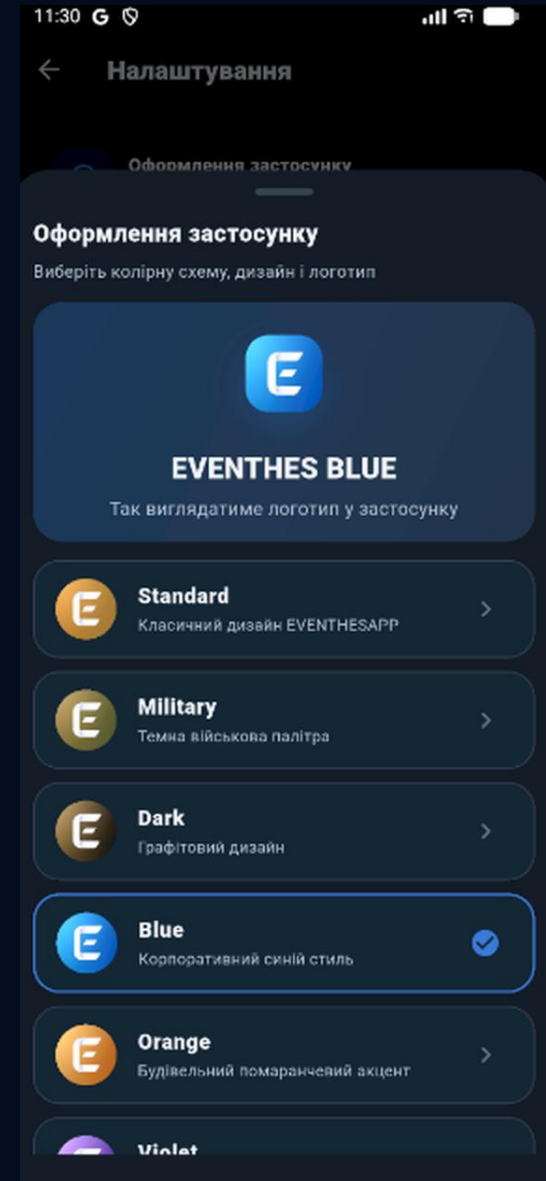 11:30 G
Налаштування
Оформлення застосунку
Оформлення застосунку
Виберіть колірну схему, дизайн і логотип
E
EVENTHES BLUE
Так виглядатиме логотип у застосунку
E
Standard
Класичний дизайн EVENTHESAPP
E
Military
Темна військова палітра
E
Dark
Графітовий дизайн
E
Blue
Корпоративний синій стиль
E
Orange
Будівельний помаранчевий акцент
Violet